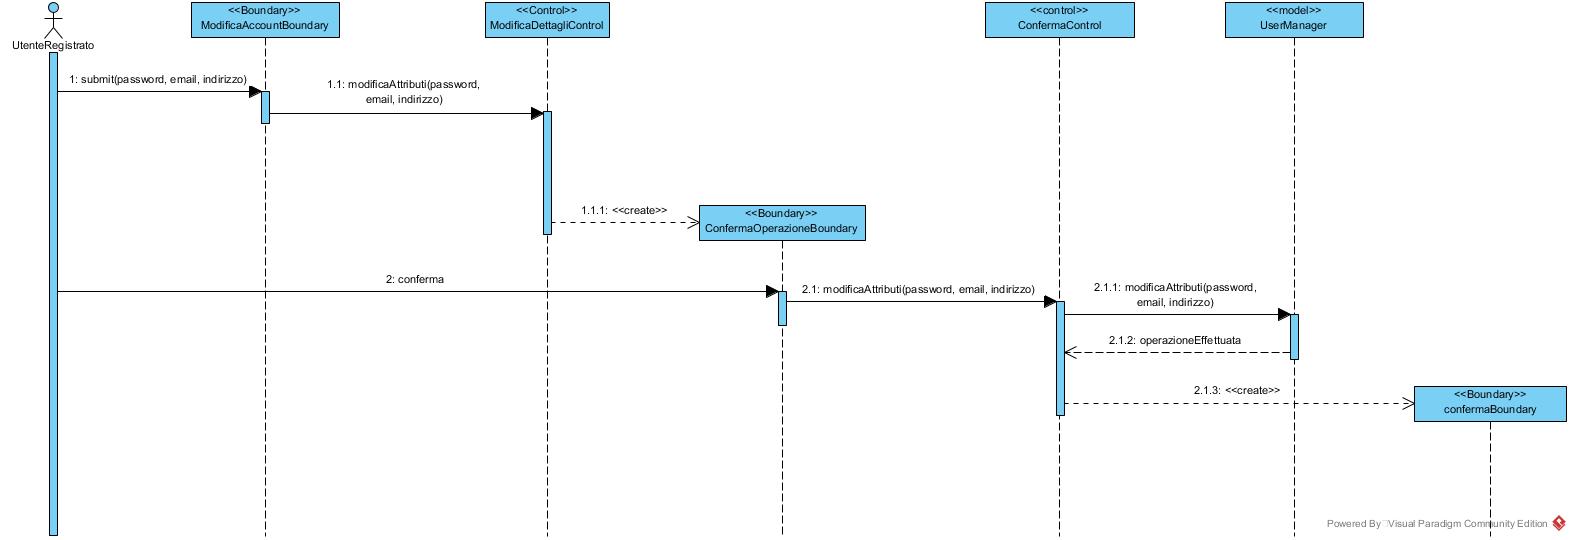 <<Boundary>>
ModificaAccountBoundary
<<Control>>
ModificaDettagliControl
<<control>>
ConfermaControl
<<model>>
UserManager
UtenteRegistrato
1: submit(password, email, indirizzo)
1.1: modificaAttributi(password,
email, indirizzo)
1.1.1: <<create>>
<<Boundary>>
ConfermaOperazioneBoundary
2: conferma
2.1: modificaAttributi(password, email, indirizzo)
2.1.1: modificaAttributi(password,
email, indirizzo)
2.1.2: operazioneEffettuata
2.1.3: <<create>>
<<Boundary>>
confermaBoundary
Powered By Visual Paradigm Community Edition